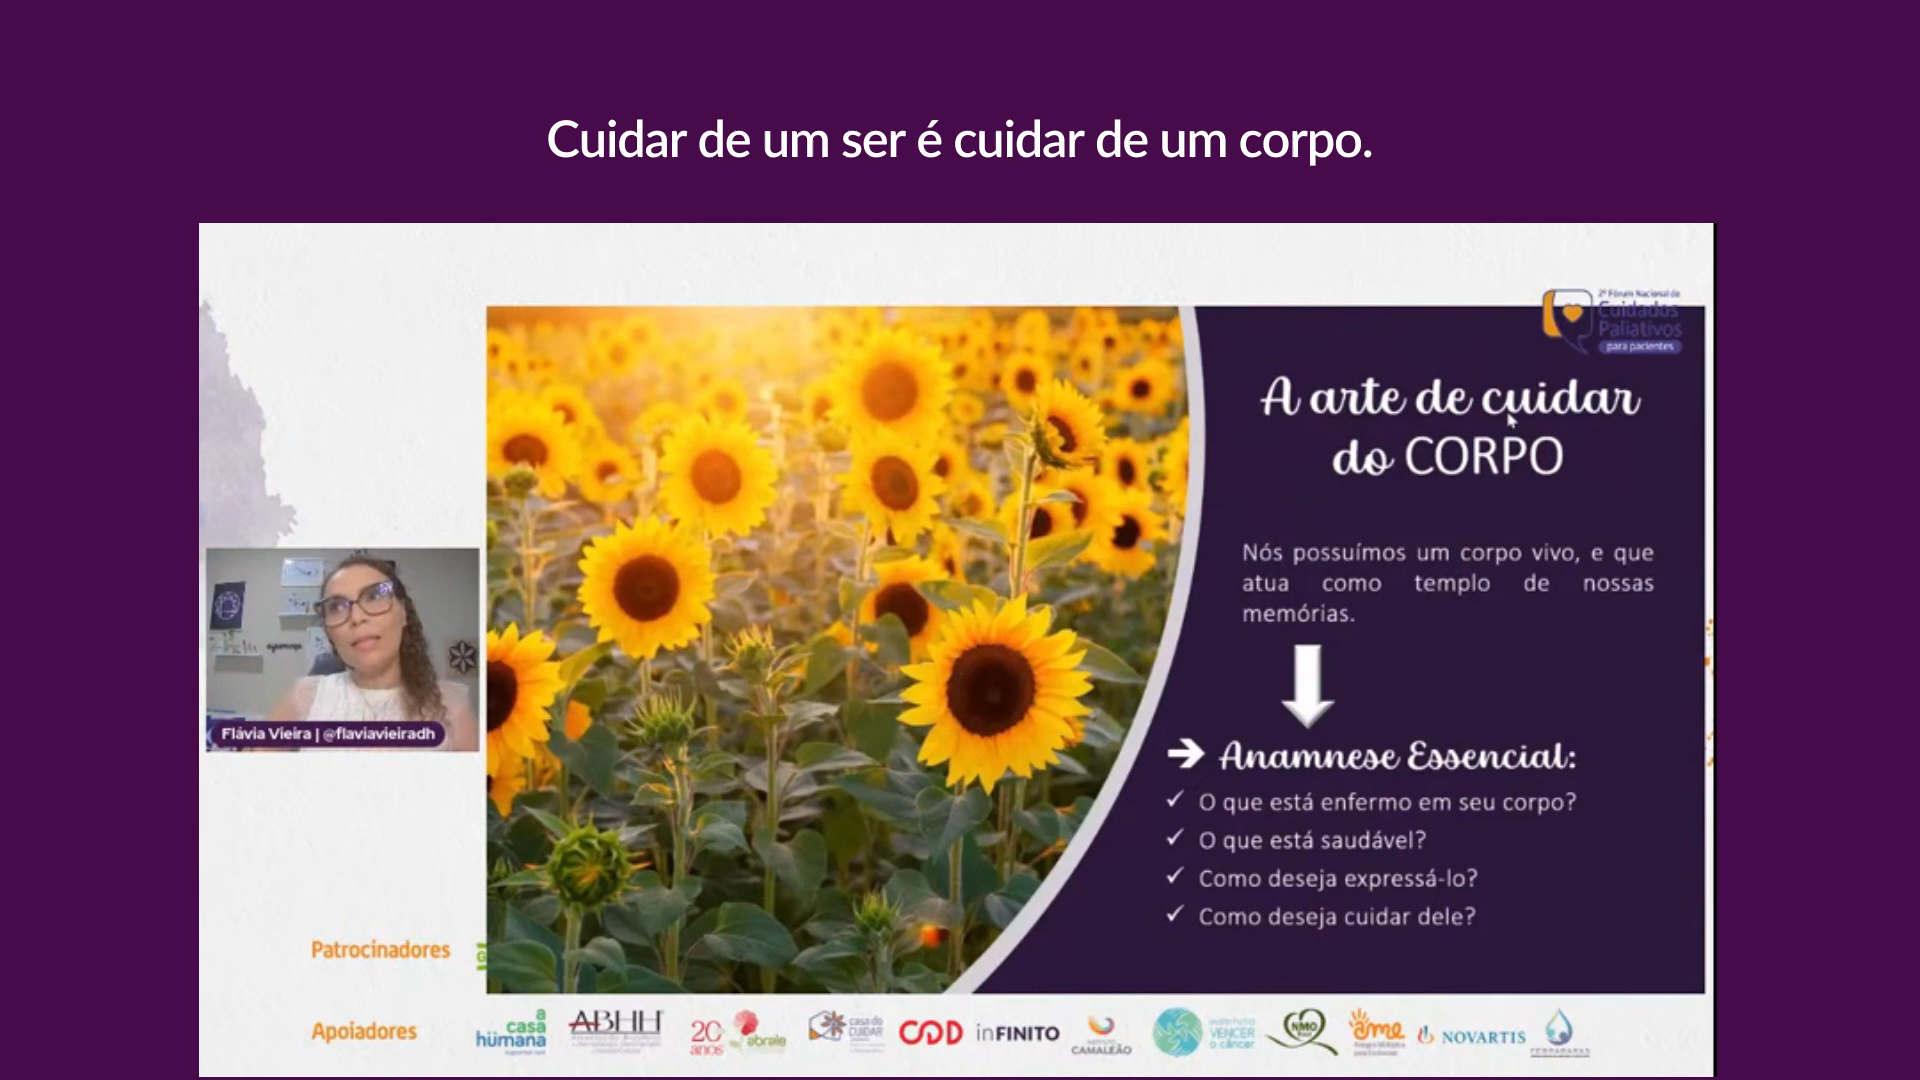 Cuidar de um ser é cuidar de um corpo.
2º Fórum Nacional de
Cuidados
Paliativos
para pacientes
A arte de cuidar
do CORPO
Nós possuímos um corpo vivo, e que
atua como templo de nossas
memórias.
Anamnese Essencial:
O que está enfermo em seu corpo?
O que está saudável?
Como deseja expressá-lo?
Como deseja cuidar dele?
Flávia Vieira | @flaviavieiradh
Patrocinadores
Apoiadores
a
casa
humana
ABHH
20
anos
abrale
casa do
CUIDAR
COD
inFINITO
INSTITUTO
CAMALEÃO
INSTITUTO
VENCER
o câncer
NMO
ame
NOVARTIS